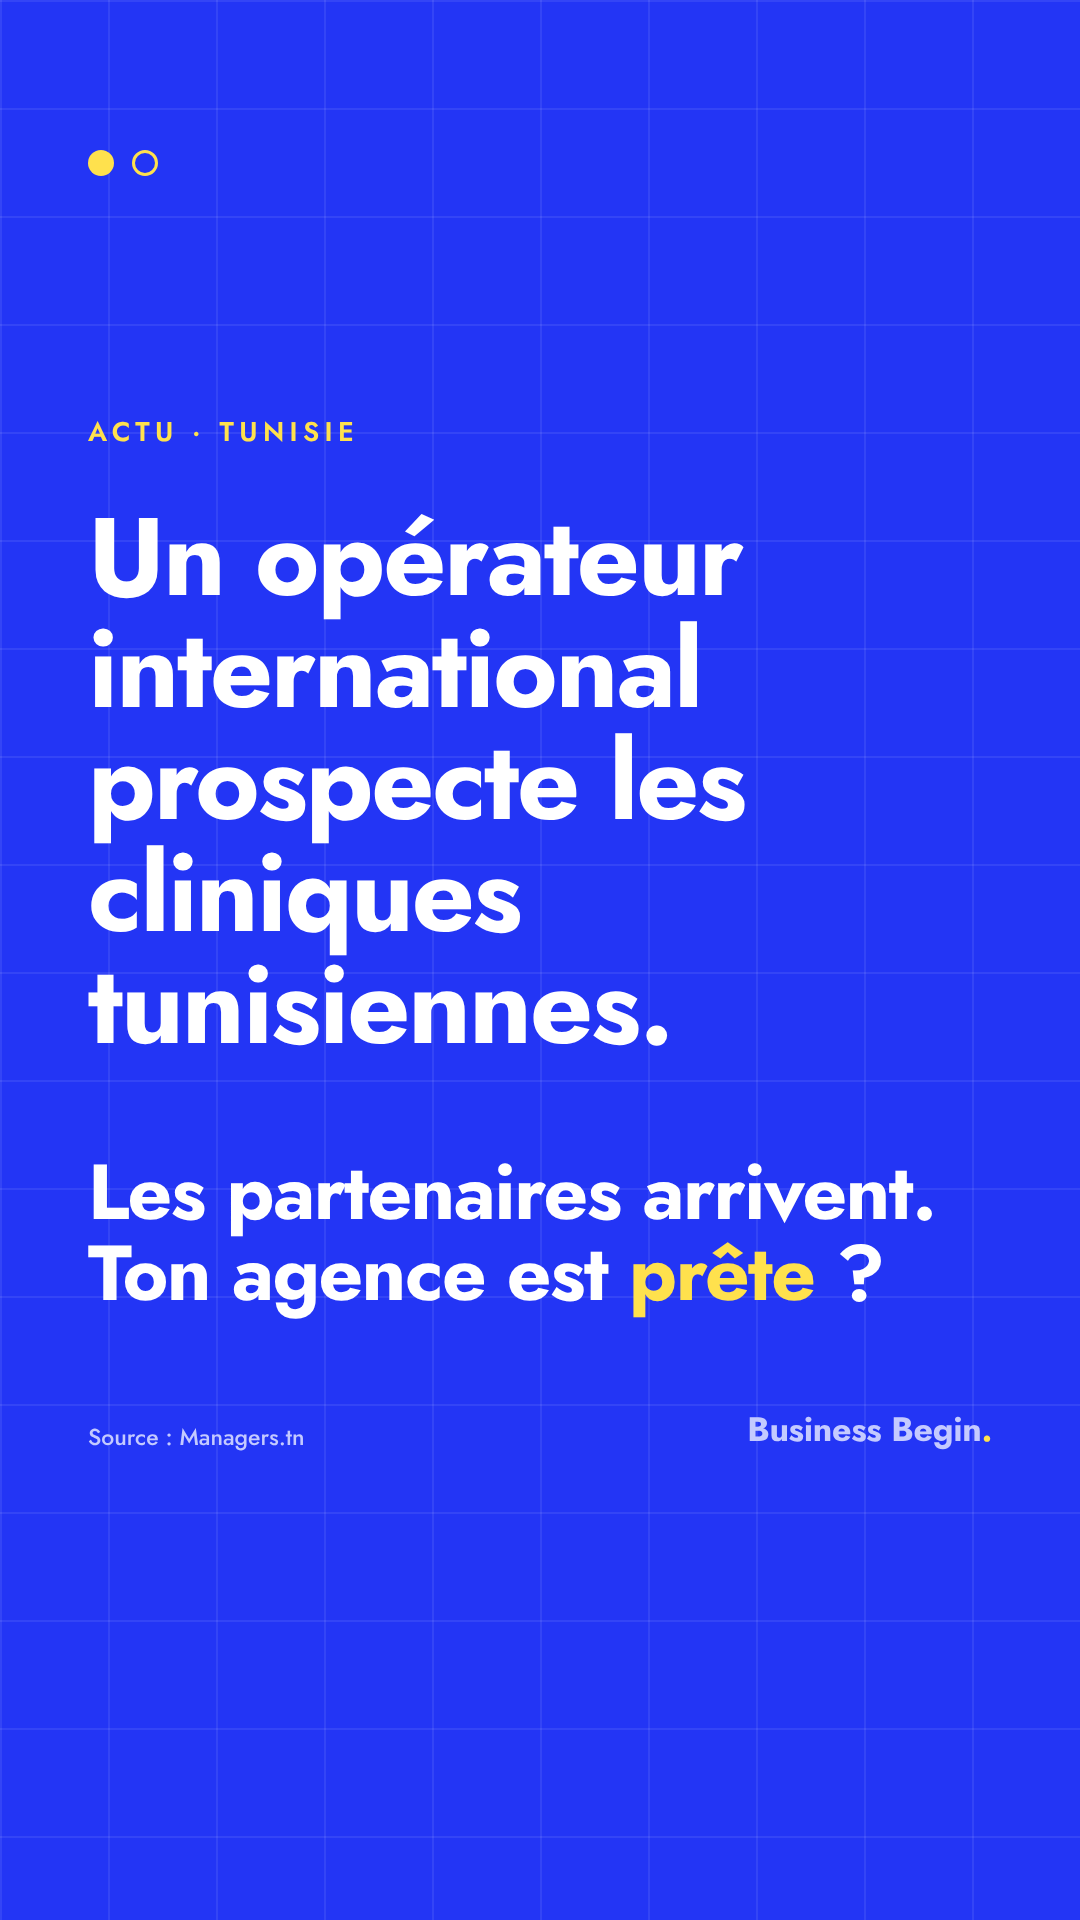 ACTU · TUNISIE
Un opérateur
international
prospecte les
cliniques
tunisiennes.
Les partenaires arrivent.
Ton agence est prête ?
Source : Managers.tn
Business Begin.